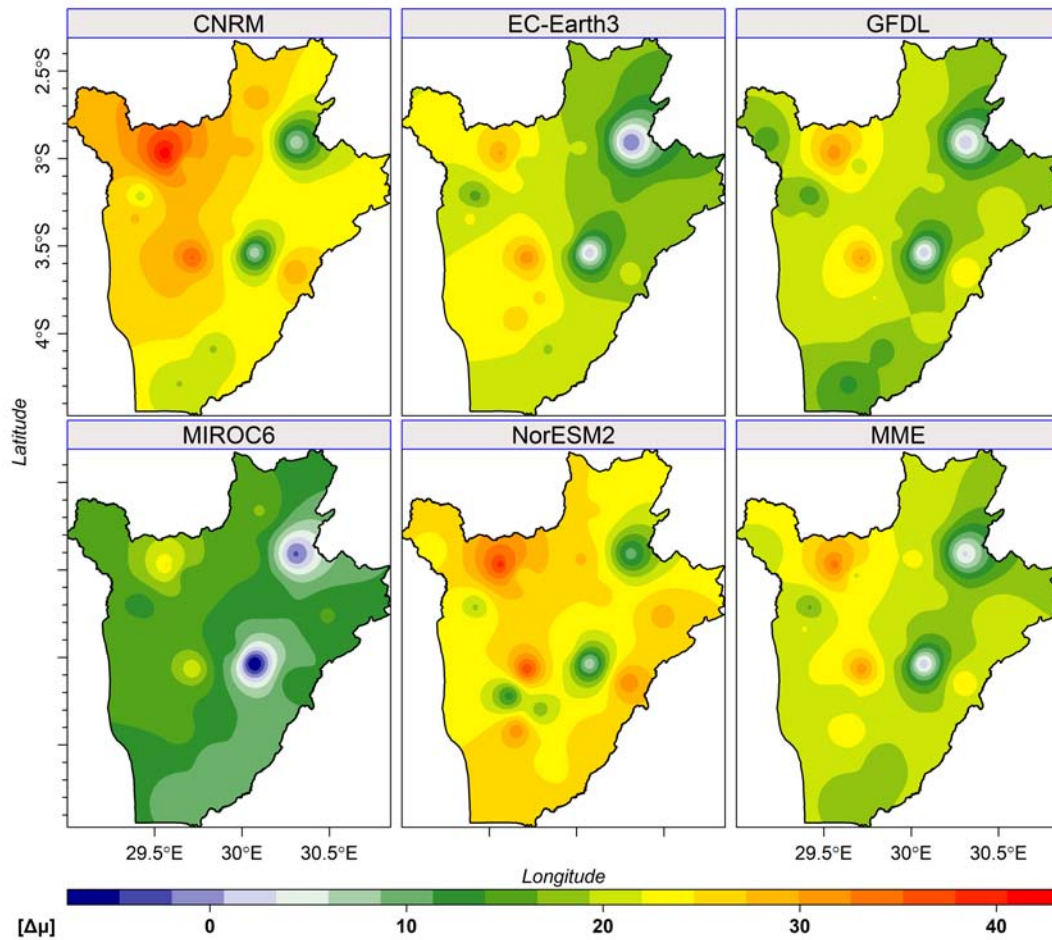 CNRM EC-Earth3 GFDL
2.5°S
3°S
3.5°S
4°S
Latitude
MIROC6 NorESM2 MME
29.5°E 30°E 30.5°E 29.5°E 30°E 30.5°E
Longitude
[Δμ] 0 10 20 30 40